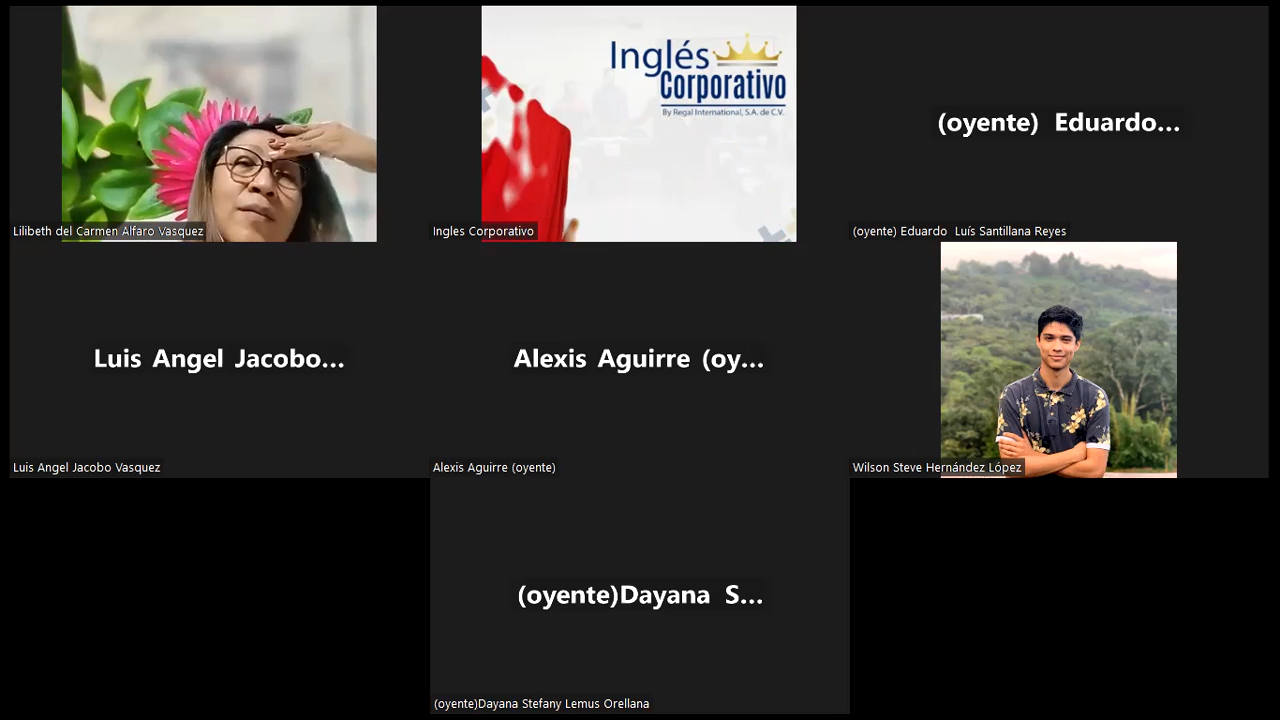 Inglés
Corporativo
By Regal International, S.A. de C.V.
(oyente) Eduardo...
Lilibeth del Carmen Alfaro Vasquez
Ingles Corporativo
(oyente) Eduardo Luís Santillana Reyes
Luis Angel Jacobo...
Alexis Aguirre (oy...
Luis Angel Jacobo Vasquez
Alexis Aguirre (oyente)
Wilson Steve Hernández López
(oyente)Dayana S...
(oyente)Dayana Stefany Lemus Orellana